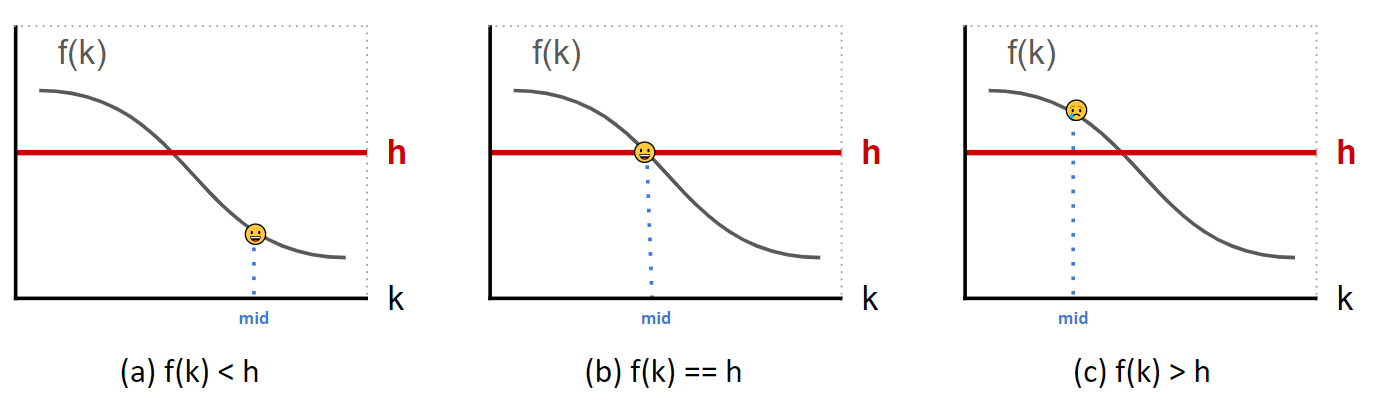 f(k)
h
k
mid
(a) f(k) < h
f(k)
h
k
mid
(b) f(k) == h
f(k)
h
k
mid
(c) f(k) > h